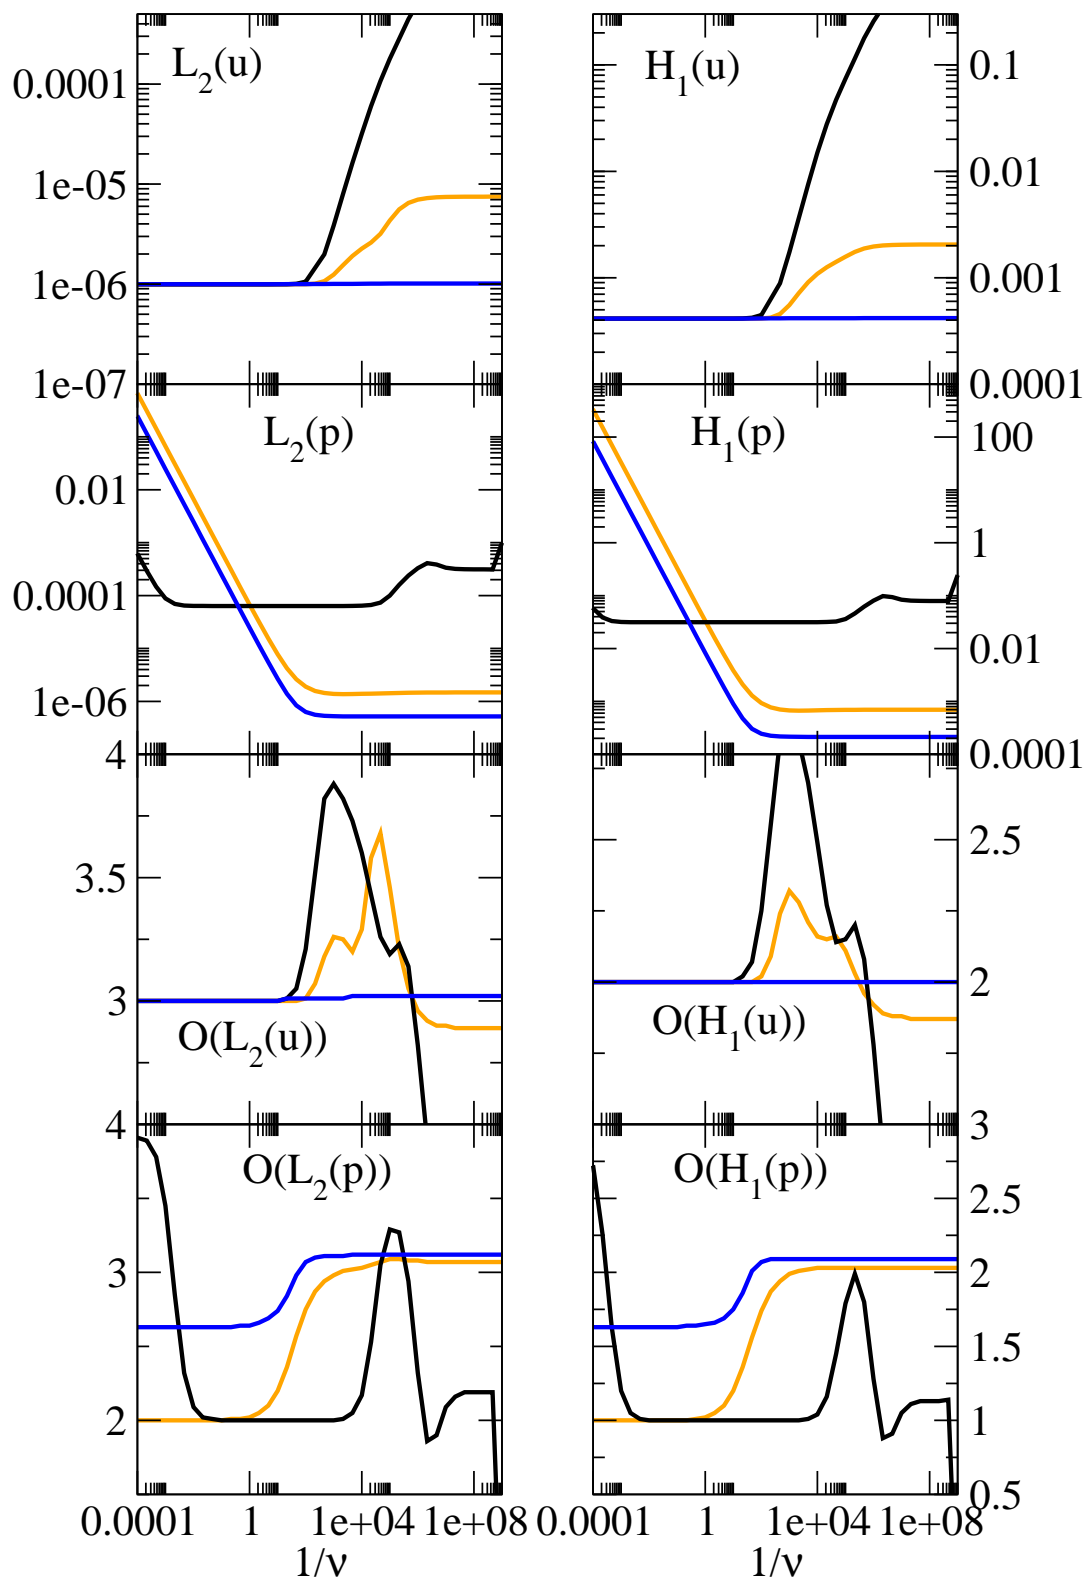 L2(u)
H1(u)
0.0001
1e-05
1e-06
1e-07
0.1
0.01
0.001
0.0001
L2(p)
H1(p)
0.01
0.0001
1e-06
100
1
0.01
0.0001
4
3.5
3
2.5
2
O(L2(u))
O(H1(u))
4
3
2
O(L2(p))
O(H1(p))
3
2.5
2
1.5
1
0.5
0.0001 1 1e+04 1e+08
0.0001 1 1e+04 1e+08
1/ν
1/ν